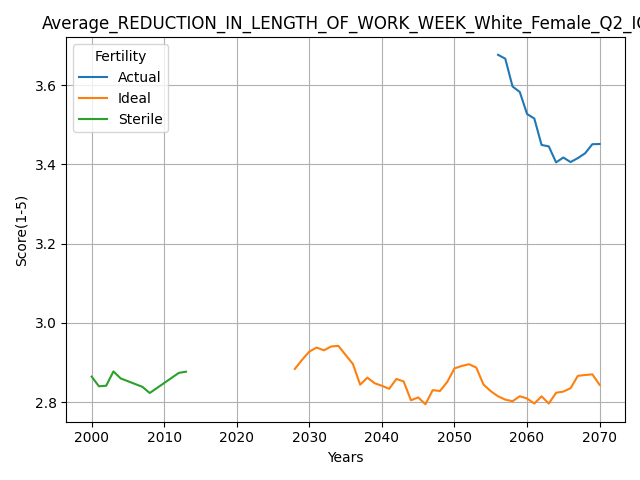 Average_REDUCTION_IN_LENGTH_OF_WORK_WEEK_White_Female_Q2_IQ
Fertility
Actual
Ideal
Sterile
3.6
3.4
3.2
3.0
2.8
Score(1-5)
2000 2010 2020 2030 2040 2050 2060 2070
Years